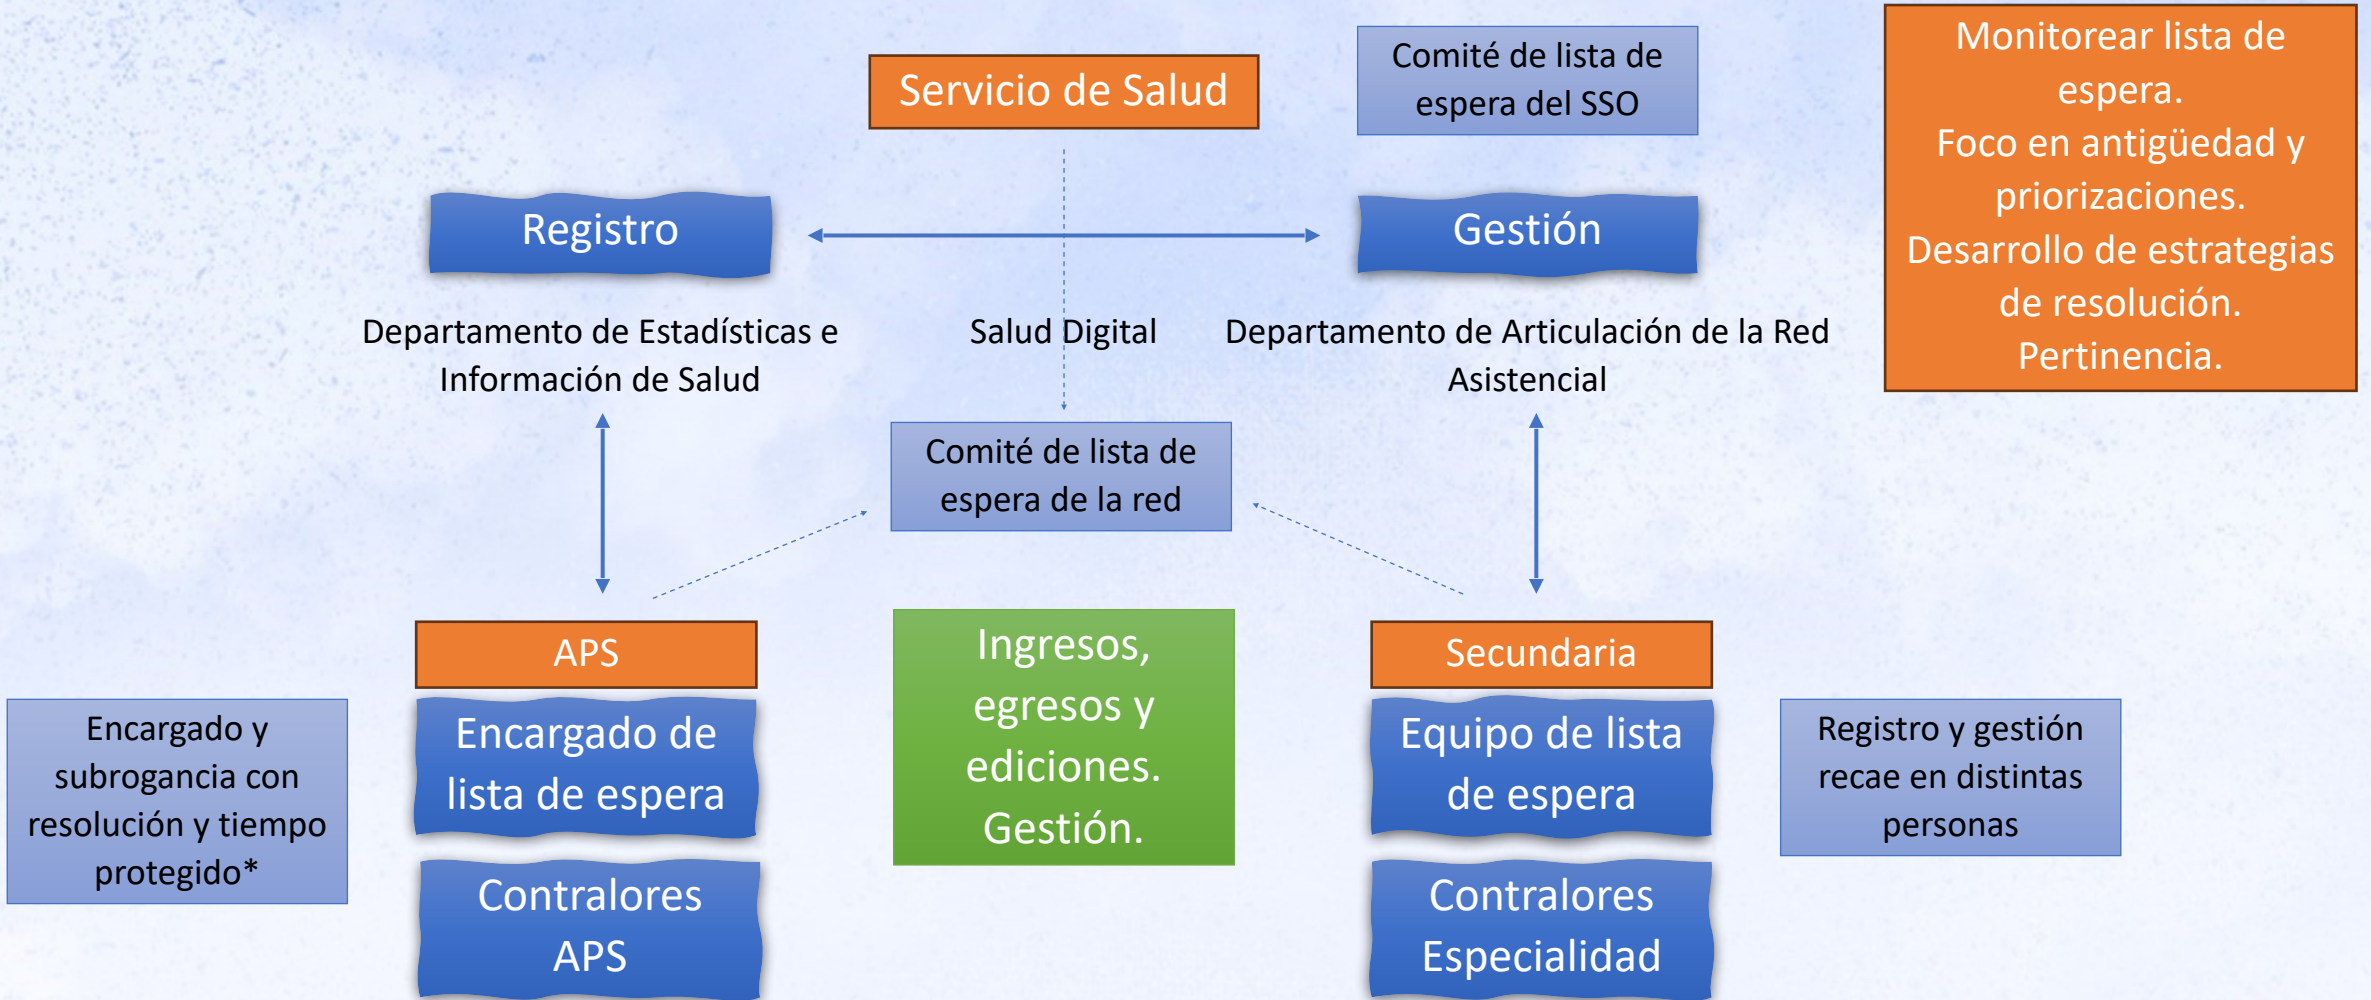 Servicio de Salud
Comité de lista de
espera del SSO
Monitorear lista de
espera.
Foco en antigüedad y
priorizaciones.
Desarrollo de estrategias
de resolución.
Pertinencia.
Registro
Gestión
Departamento de Estadísticas e
Información de Salud
Salud Digital
Departamento de Articulación de la Red
Asistencial
Comité de lista de
espera de la red
APS
Encargado de
lista de espera
Contralores
APS
Encargado y
subrogancia con
resolución y tiempo
protegido*
Ingresos,
egresos y
ediciones.
Gestión.
Secundaria
Equipo de lista
de espera
Contralores
Especialidad
Registro y gestión
recae en distintas
personas